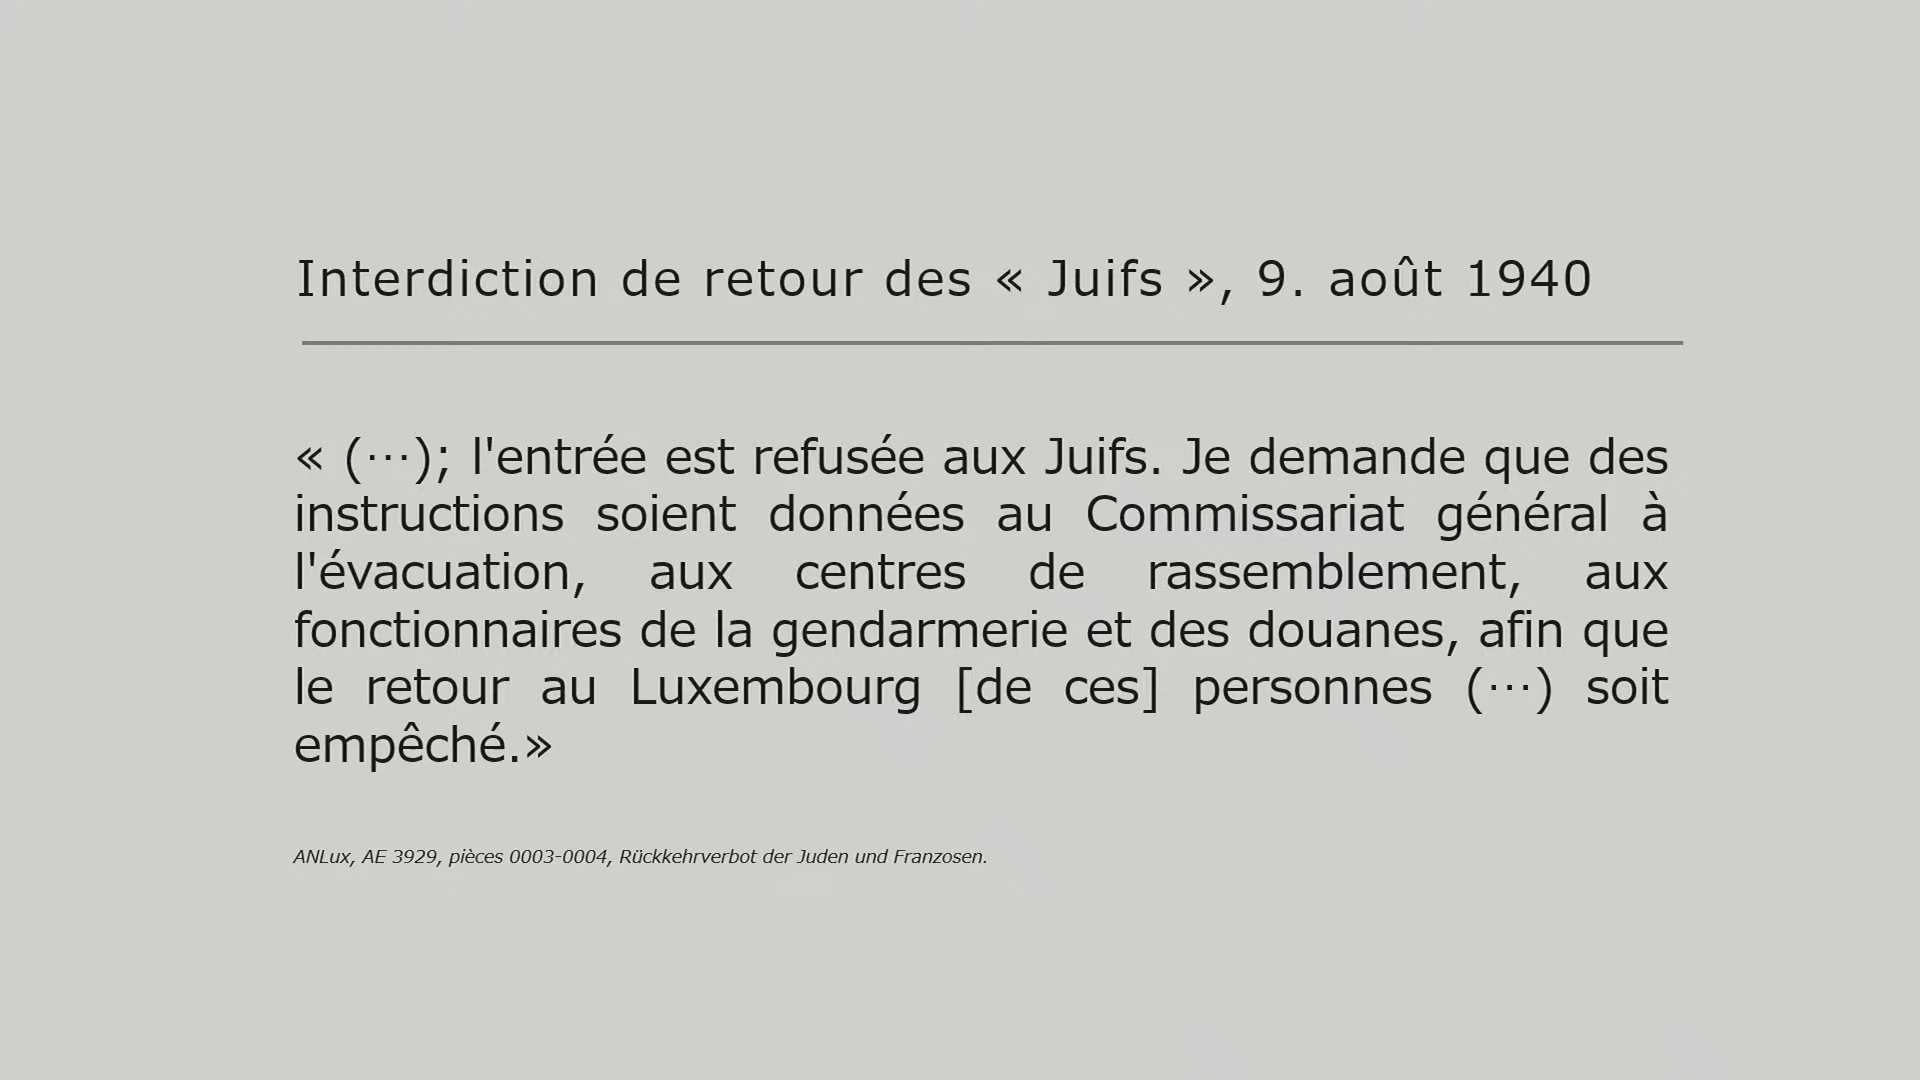 Interdiction de retour des « Juifs », 9. août 1940
« (···); l'entrée est refusée aux Juifs. Je demande que des
instructions soient données au Commissariat général à
l'évacuation, aux centres de rassemblement, aux
fonctionnaires de la gendarmerie et des douanes, afin que
le retour au Luxembourg [de ces] personnes (···) soit
empêché.»
ANLux, AE 3929, pièces 0003-0004, Rückkehrverbot der Juden und Franzosen.